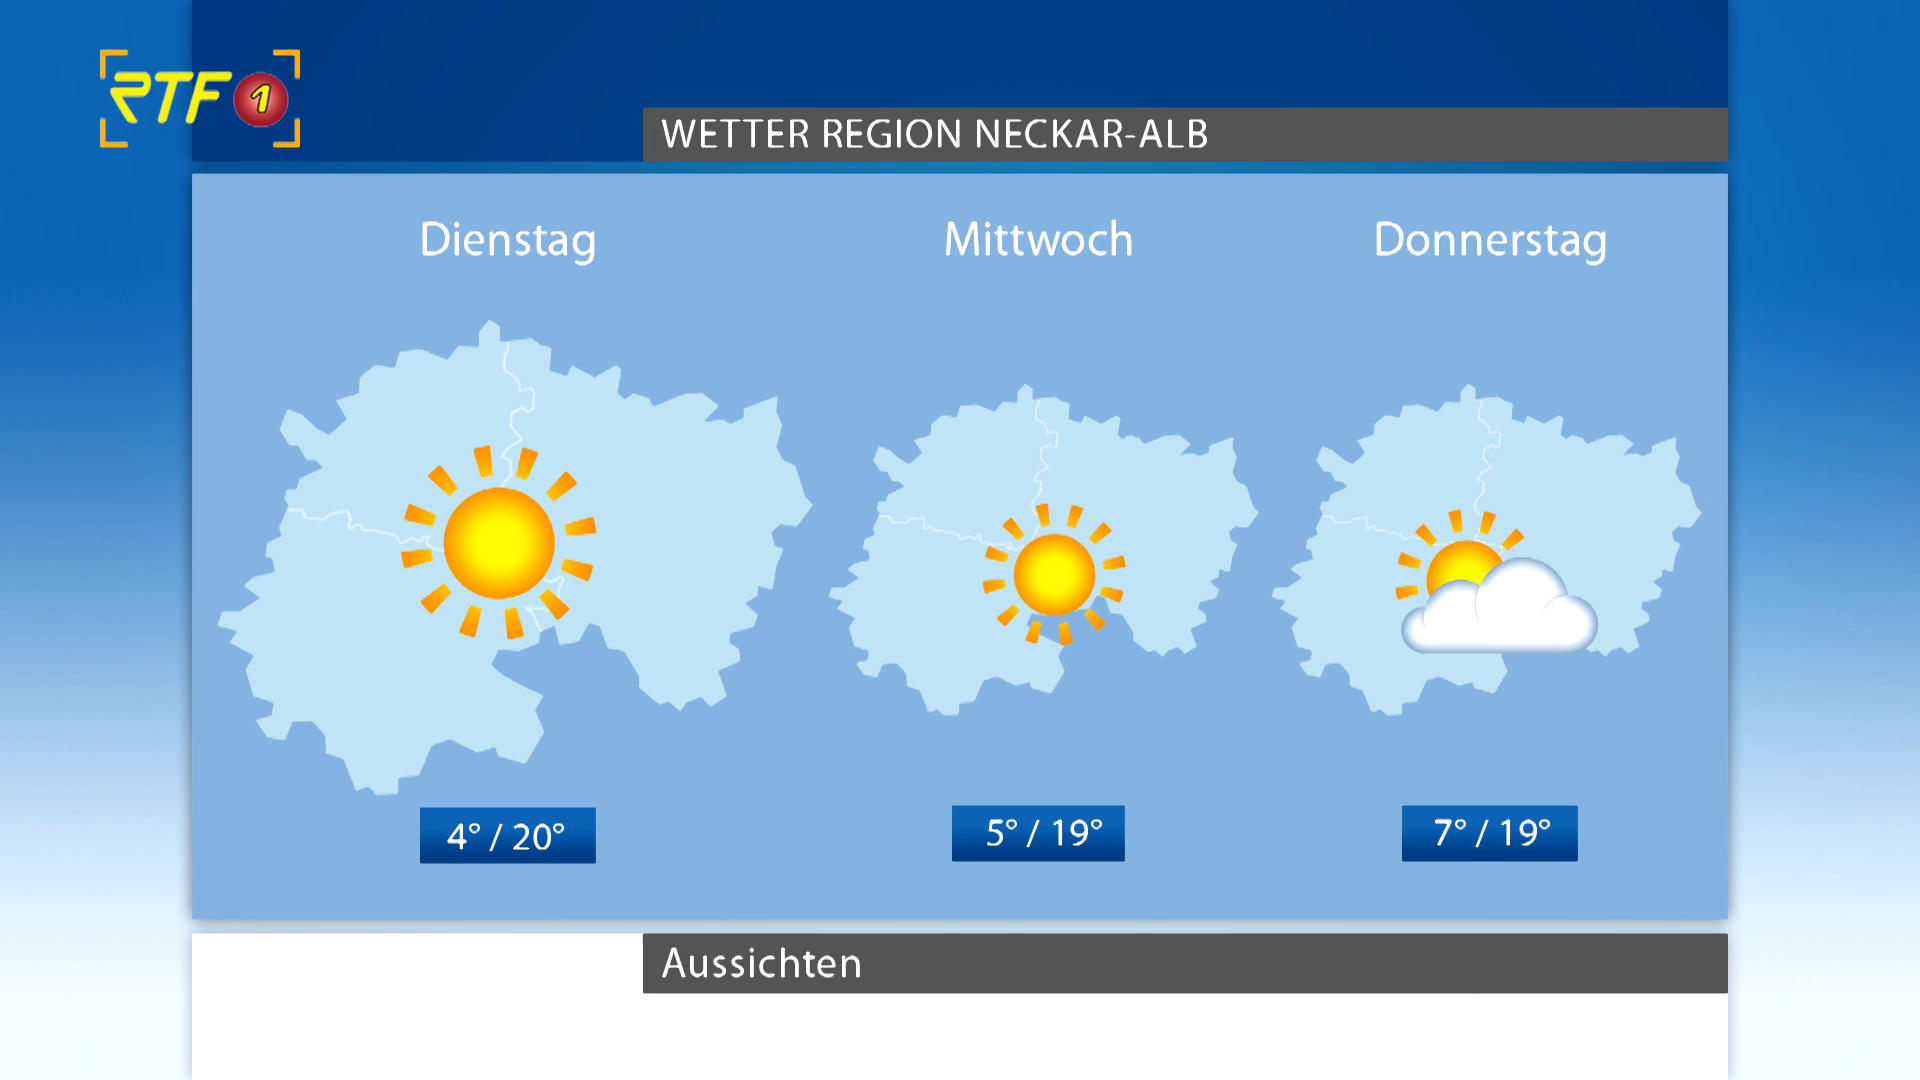 RTF 1
WETTER REGION NECKAR-ALB
Dienstag
Mittwoch
Donnerstag
4° / 20°
5° / 19°
7° / 19°
Aussichten